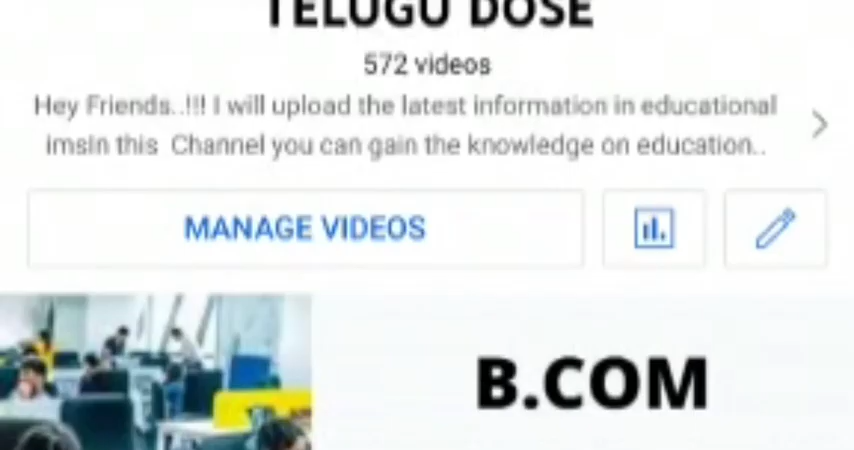 TELUGU DOSE
572 videos
Hey Friends..!!! I will upload the latest information in educational
imsIn this Channel you can gain the knowledge on education..
MANAGE VIDEOS
B.COM